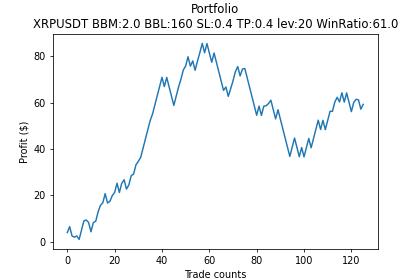 Portfolio
XRPUSDT BBM:2.0 BBL:160 SL:0.4 TP:0.4 lev:20 WinRatio:61.0
80
60
40
20
0
Profit ($)
0 20 40 60 80 100 120
Trade counts